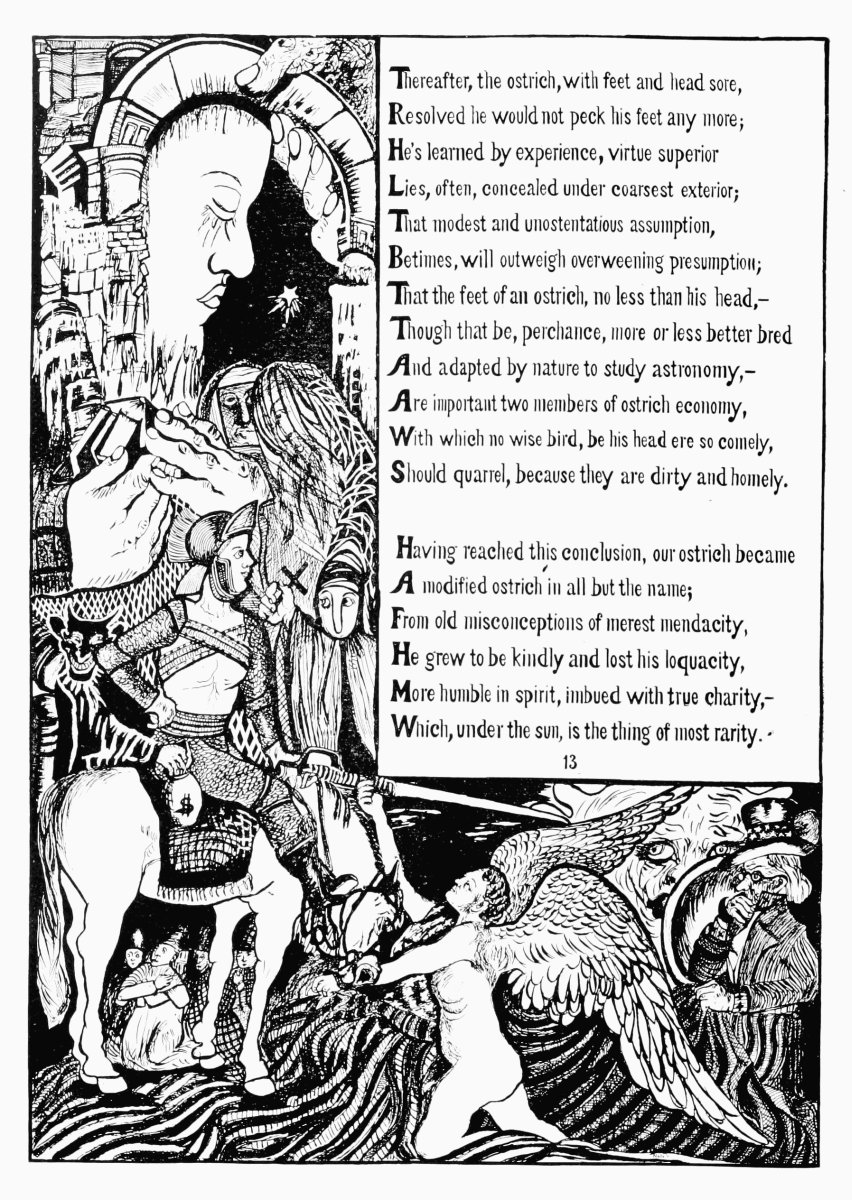 Thereafter, the ostrich, with feet and head sore,
Resolved he would not peck his feet any more;
He's learned by experience, virtue superior
Lies, often, concealed under coarsest exterior;
That modest and unostentatious assumption,
Betimes, will outweigh overweening presumption;
That the feet of an ostrich, no less than his head,—
Though that be, perchance, more or less better bred
And adapted by nature to study astronomy,—
Are important two members of ostrich economy,
With which no wise bird, be his head ere so comely,
Should quarrel, because they are dirty and homely.
Having reached this conclusion, our ostrich became
A modified ostrich in all but the name;
From old misconceptions of merest mendacity,
He grew to be kindly and lost his loquacity,
More humble in spirit, imbued with true charity,—
Which, under the sun, is the thing of most rarity.
13
$